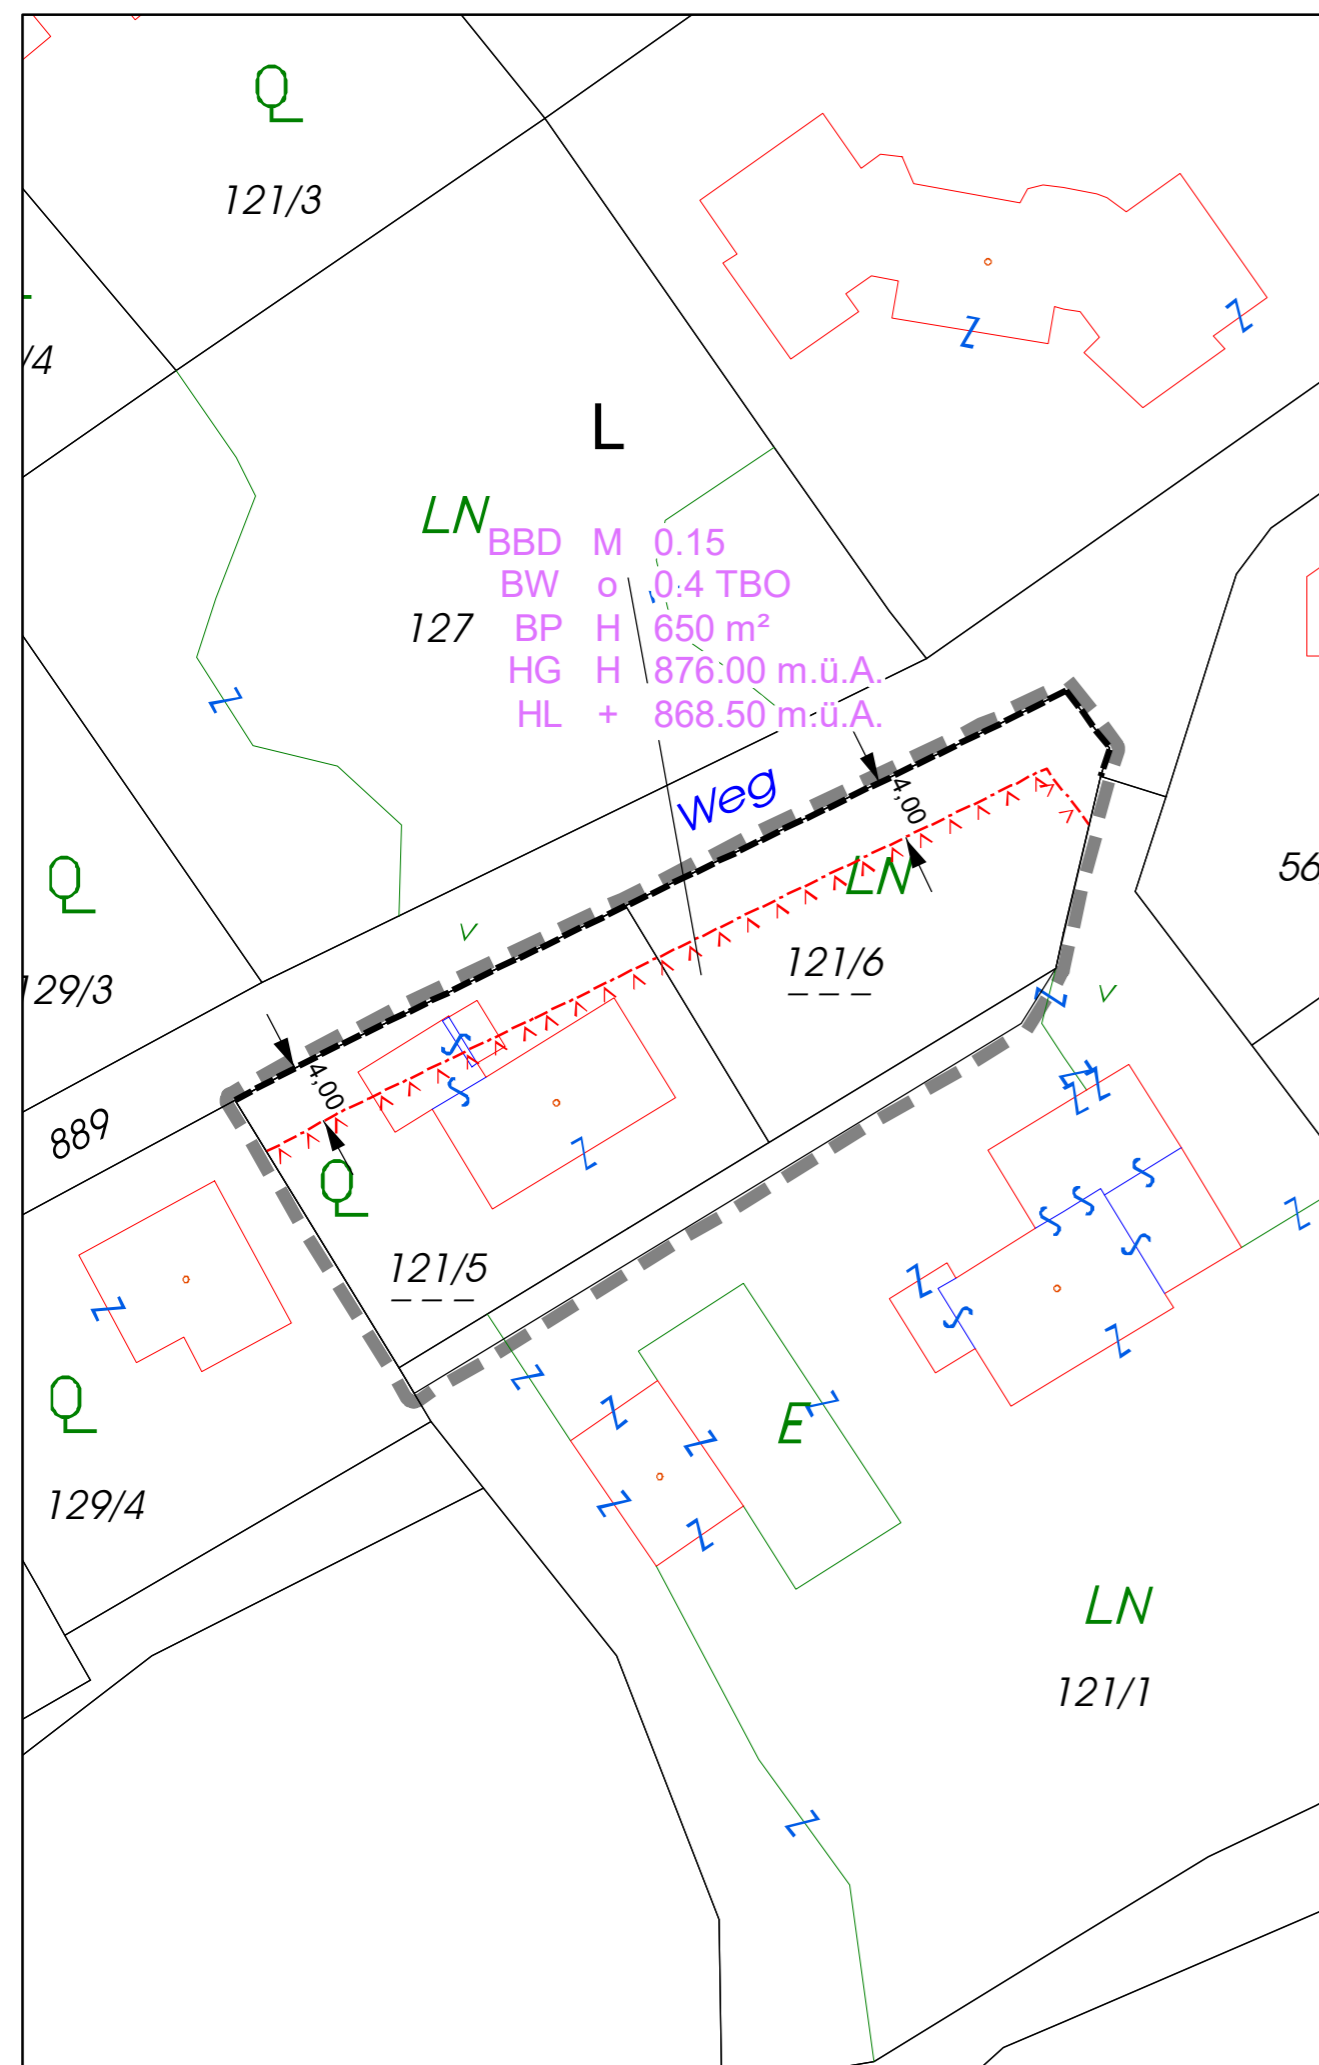 Q
121/3
/4
L
LN
BBD M 0.15
BW o 0.4 TBO
BP H 650 m²
HG H 876.00 m.ü.A.
HL + 868.50 m.ü.A.
127
Weg
4,00
LN
56
Q
129/3
121/6
889
4,00
Q
121/5
Q
129/4
E
LN
121/1